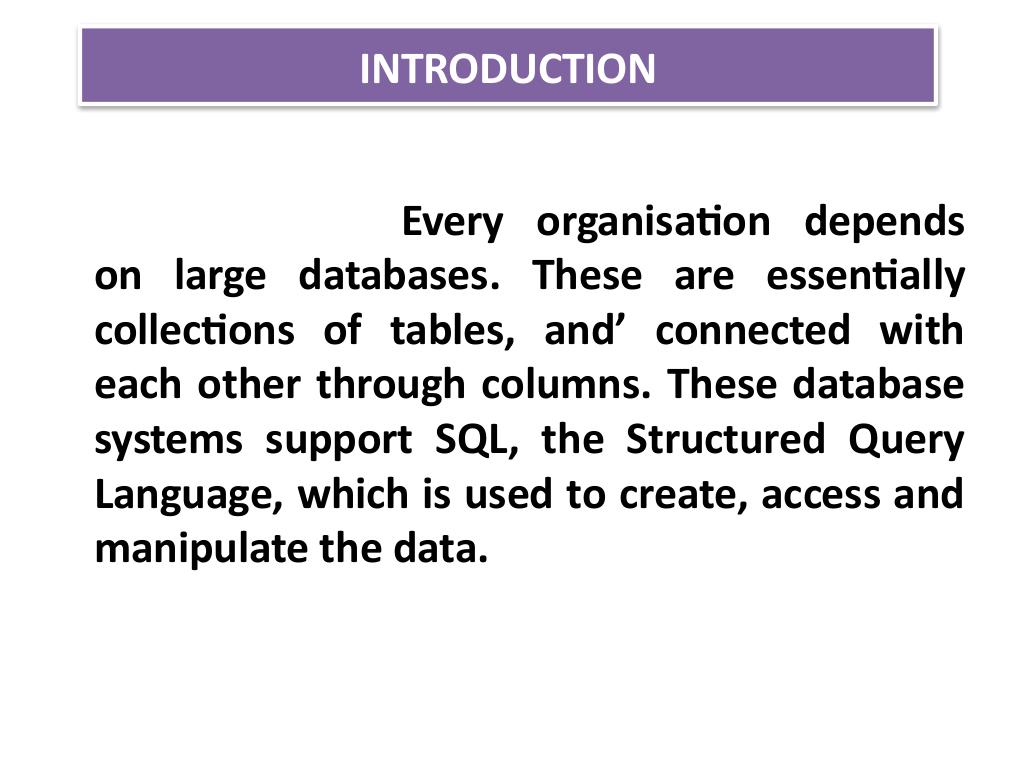 INTRODUCTION
Every organisation depends
on large databases. These are essentially
collections of tables, and’ connected with
each other through columns. These database
systems support SQL, the Structured Query
Language, which is used to create, access and
manipulate the data.